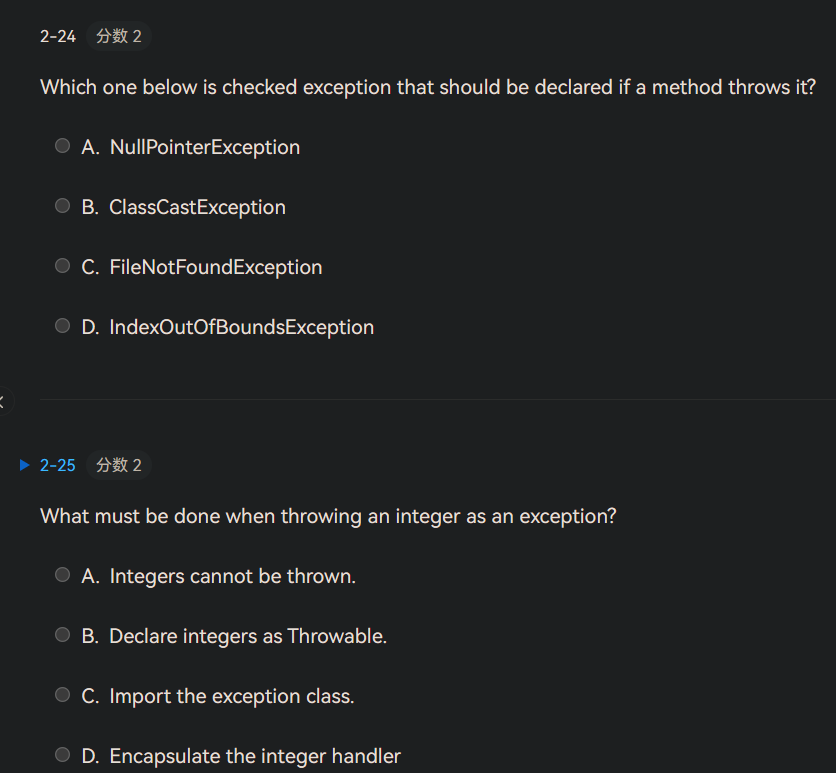 2-24 分数 2
Which one below is checked exception that should be declared if a method throws it?
A. NullPointerException
B. ClassCastException
C. FileNotFoundException
D. IndexOutOfBoundsException
2-25 分数 2
What must be done when throwing an integer as an exception?
A. Integers cannot be thrown.
B. Declare integers as Throwable.
C. Import the exception class.
D. Encapsulate the integer handler